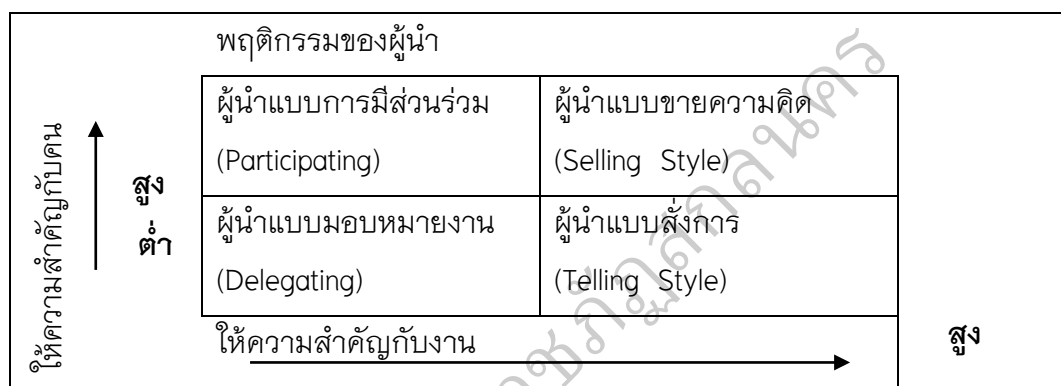 พฤติกรรมของผู้นำ
ให้ความสำคัญกับคน
สูง
ต่ำ
ผู้นำแบบการมีส่วนร่วม
(Participating)
ผู้นำแบบขายความคิด
(Selling Style)
ผู้นำแบบมอบหมายงาน
(Delegating)
ผู้นำแบบสั่งการ
(Telling Style)
ให้ความสำคัญกับงาน
สูง